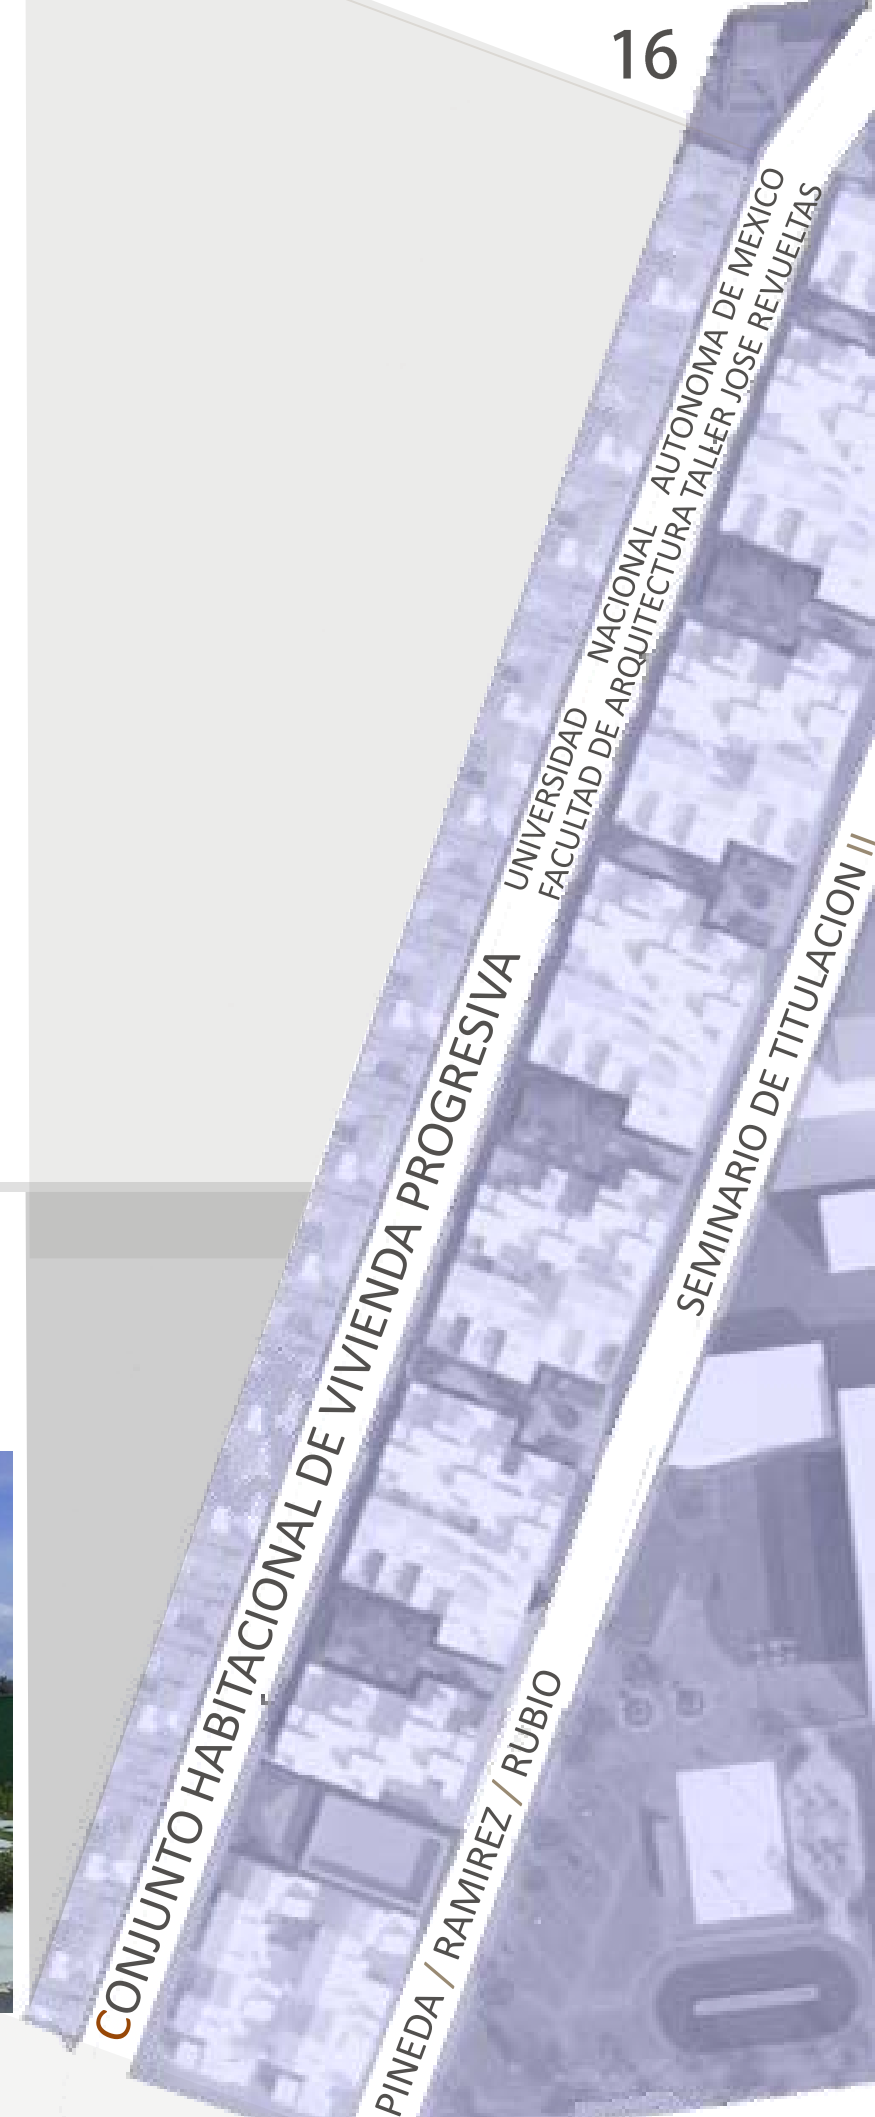 16
UNIVERSIDAD NACIONAL AUTONOMA DE MEXICO
FACULTAD DE ARQUITECTURA TALLER JOSE REVUELTAS
CONJUNTO HABITACIONAL DE VIVIENDA PROGRESIVA
SEMINARIO DE TITULACION II
PINEDA / RAMIREZ / RUBIO